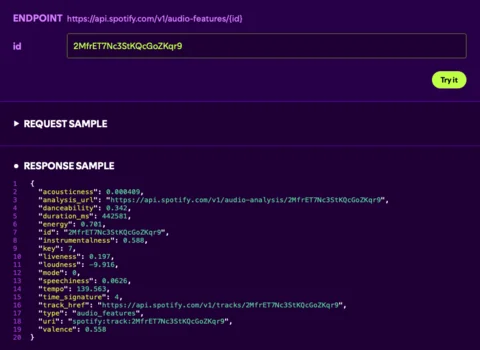 ENDPOINT https://api.spotify.com/v1/audio-features/{id}
id 2MfrET7Nc3StKQcGoZKqr9
Try it
▶ REQUEST SAMPLE
● RESPONSE SAMPLE
1 {
2 "acousticness": 0.000409,
3 "analysis_url": "https://api.spotify.com/v1/audio-analysis/2MfrET7Nc3StKQcGoZKqr9",
4 "danceability": 0.342,
5 "duration_ms": 442581,
6 "energy": 0.701,
7 "id": "2MfrET7Nc3StKQcGoZKqr9",
8 "instrumentalness": 0.588,
9 "key": 7,
10 "liveness": 0.197,
11 "loudness": -9.916,
12 "mode": 0,
13 "speechiness": 0.0626,
14 "tempo": 139.563,
15 "time_signature": 4,
16 "track_href": "https://api.spotify.com/v1/tracks/2MfrET7Nc3StKQcGoZKqr9",
17 "type": "audio_features",
18 "uri": "spotify:track:2MfrET7Nc3StKQcGoZKqr9",
19 "valence": 0.558
20 }